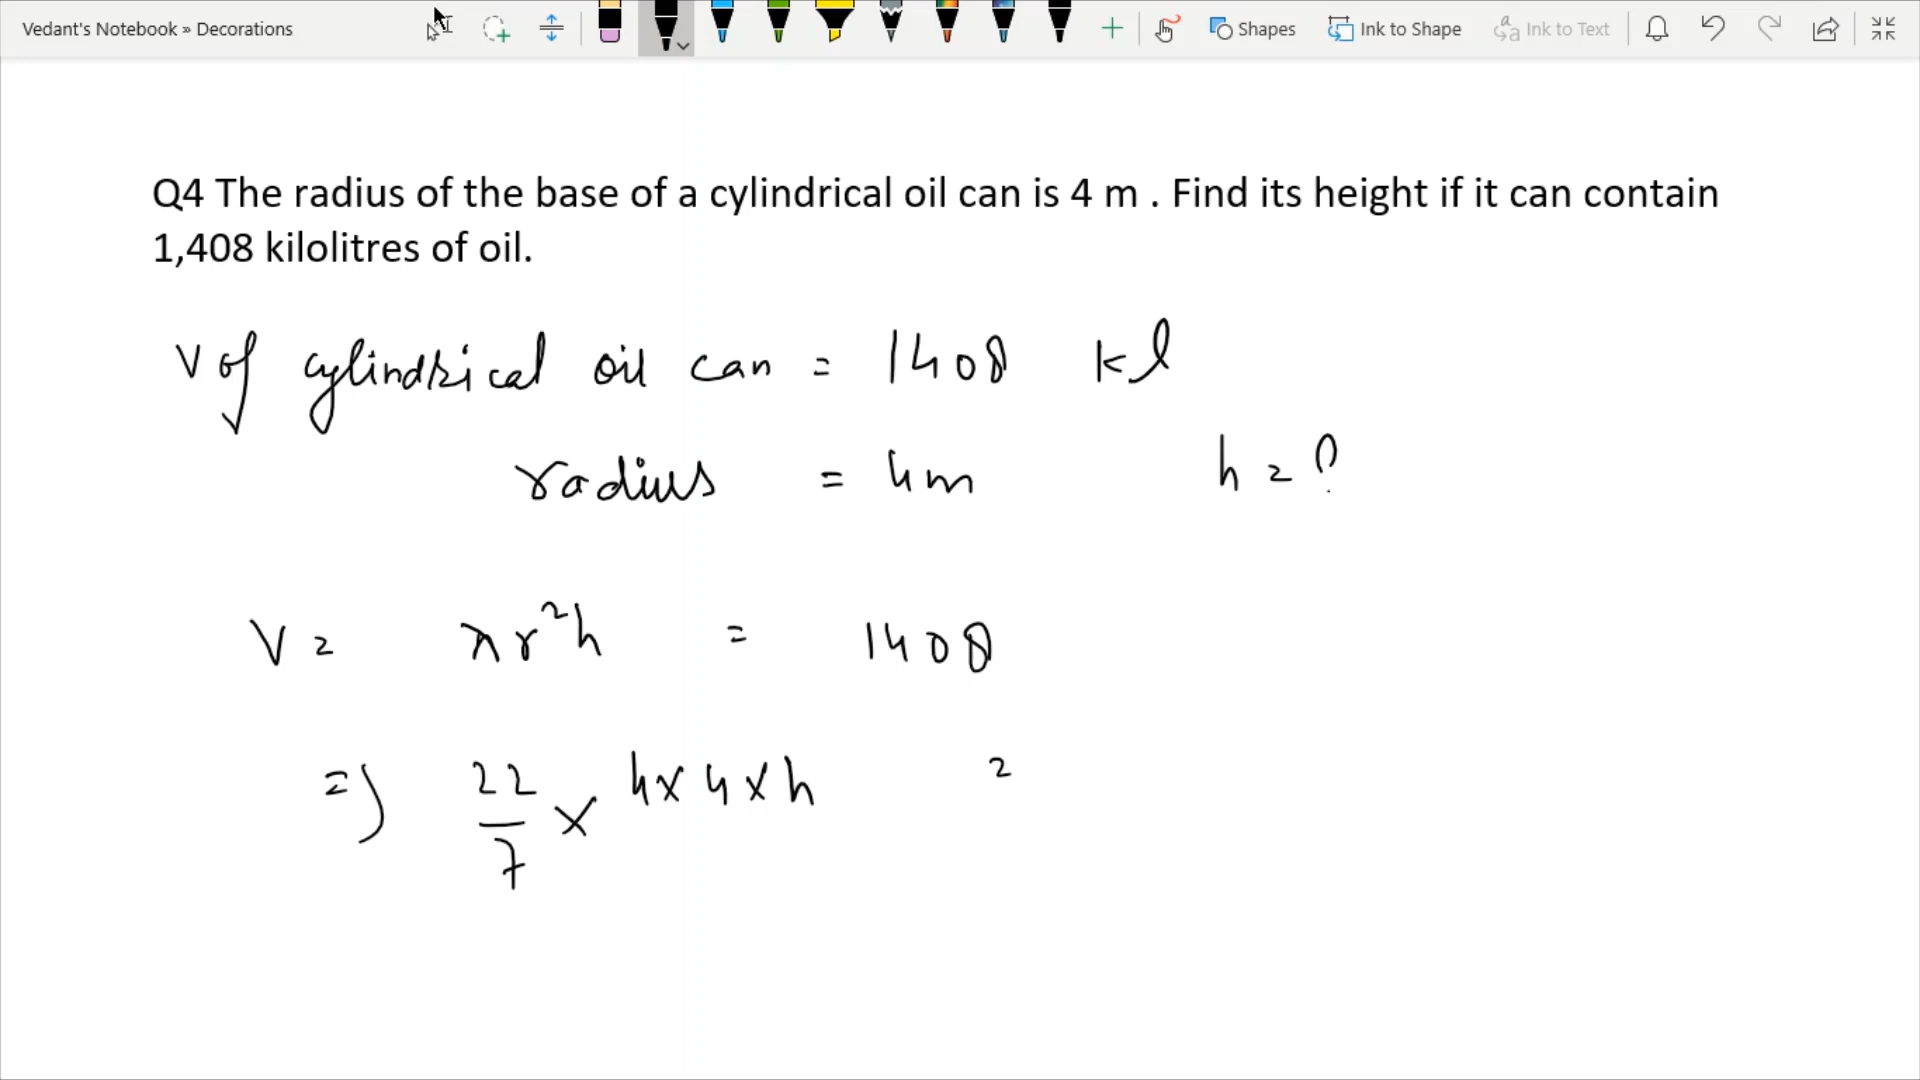 Vedant's Notebook » Decorations
Shapes Ink to Shape Ink to Text
Q4 The radius of the base of a cylindrical oil can is 4 m . Find its height if it can contain
1,408 kilolitres of oil.
V of cylindrical oil can = 1408 kl
radius = 4m h = ?
V = πr²h = 1408
=> 22/7 × 4 × 4 × h =